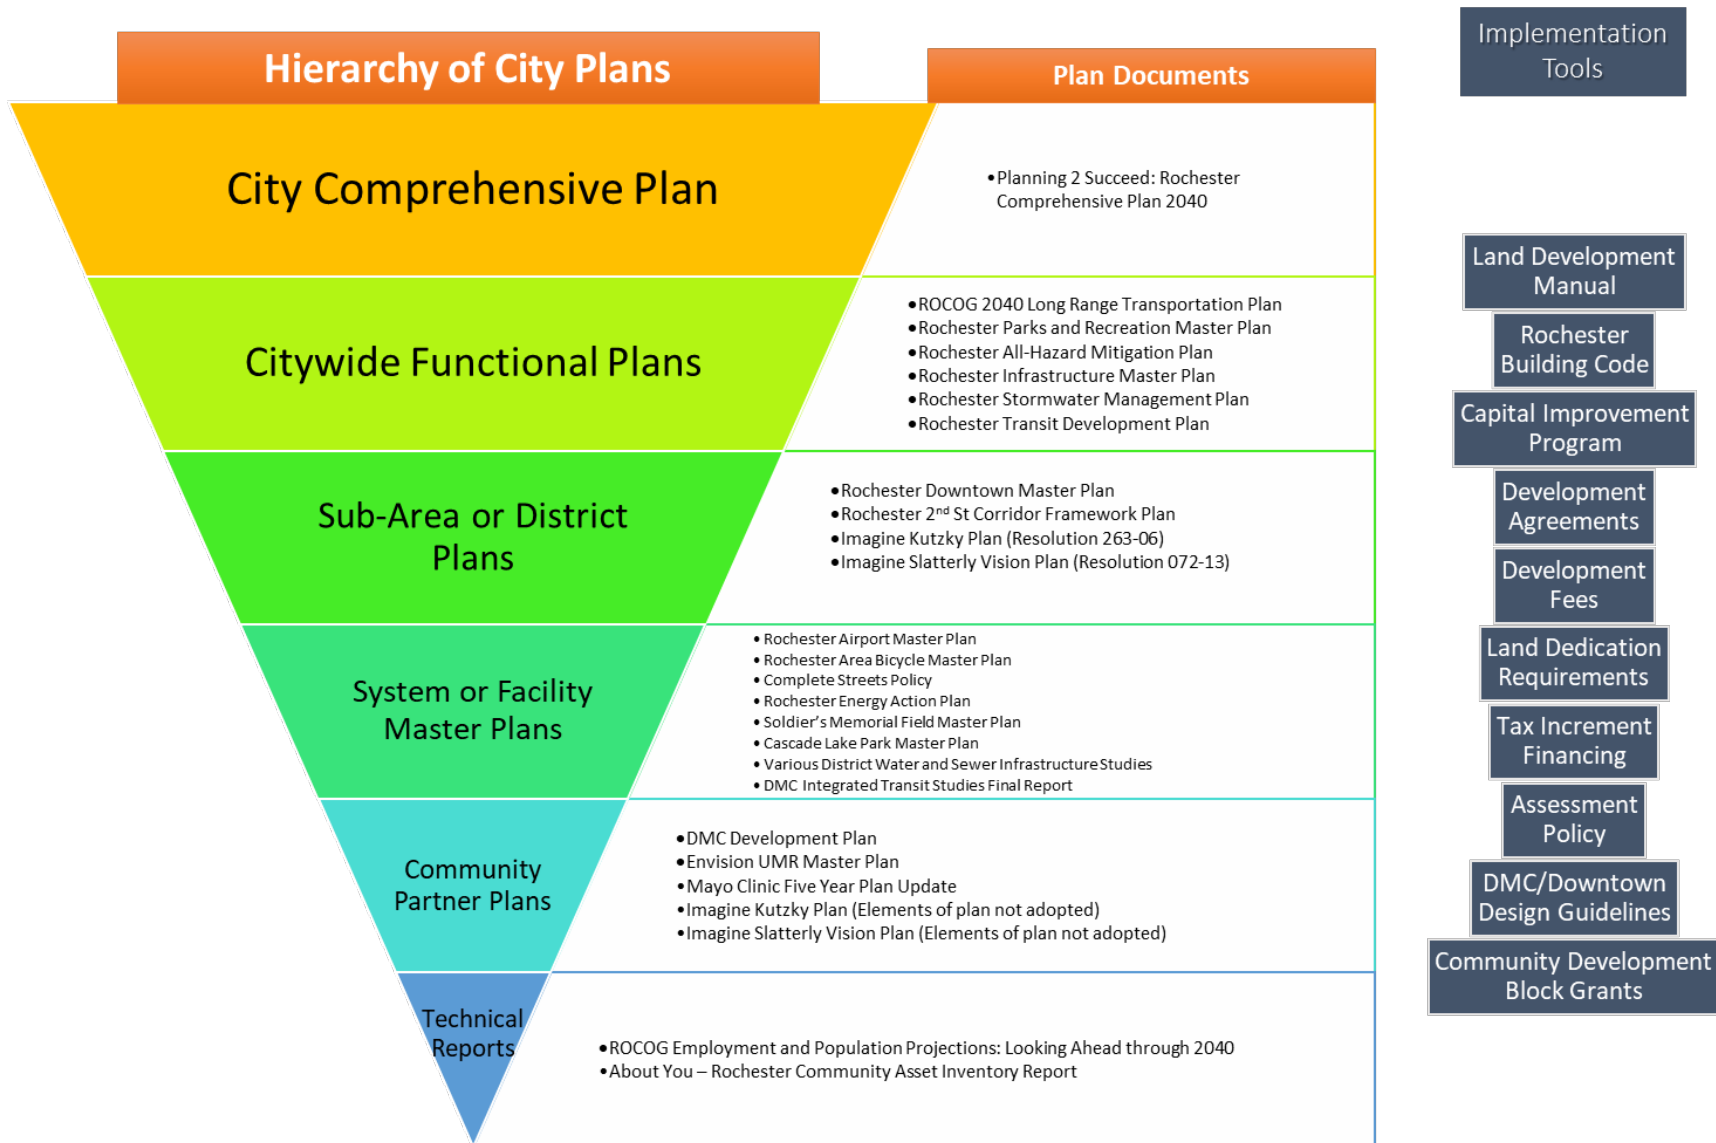 Hierarchy of City Plans
Plan Documents
Implementation
Tools
City Comprehensive Plan
•Planning 2 Succeed: Rochester
Comprehensive Plan 2040
Citywide Functional Plans
•ROCOG 2040 Long Range Transportation Plan
•Rochester Parks and Recreation Master Plan
•Rochester All-Hazard Mitigation Plan
•Rochester Infrastructure Master Plan
•Rochester Stormwater Management Plan
•Rochester Transit Development Plan
Sub-Area or District
Plans
•Rochester Downtown Master Plan
•Rochester 2nd St Corridor Framework Plan
•Imagine Kutzky Plan (Resolution 263-06)
•Imagine Slatterly Vision Plan (Resolution 072-13)
System or Facility
Master Plans
• Rochester Airport Master Plan
• Rochester Area Bicycle Master Plan
• Complete Streets Policy
• Rochester Energy Action Plan
• Soldier’s Memorial Field Master Plan
• Cascade Lake Park Master Plan
• Various District Water and Sewer Infrastructure Studies
• DMC Integrated Transit Studies Final Report
Community
Partner Plans
•DMC Development Plan
•Envision UMR Master Plan
•Mayo Clinic Five Year Plan Update
•Imagine Kutzky Plan (Elements of plan not adopted)
•Imagine Slatterly Vision Plan (Elements of plan not adopted)
Technical
Reports
•ROCOG Employment and Population Projections: Looking Ahead through 2040
•About You – Rochester Community Asset Inventory Report
Land Development
Manual
Rochester
Building Code
Capital Improvement
Program
Development
Agreements
Development
Fees
Land Dedication
Requirements
Tax Increment
Financing
Assessment
Policy
DMC/Downtown
Design Guidelines
Community Development
Block Grants